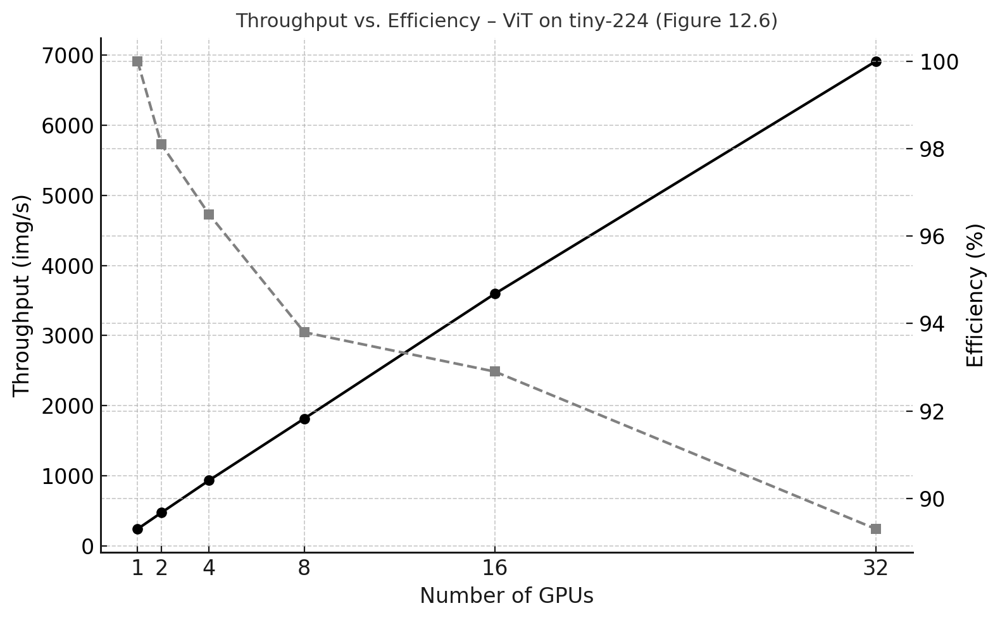 Throughput vs. Efficiency – ViT on tiny-224 (Figure 12.6)
Throughput (img/s)
7000
6000
5000
4000
3000
2000
1000
0
100
98
96
94
92
90
Efficiency (%)
1 2 4 8 16 32
Number of GPUs